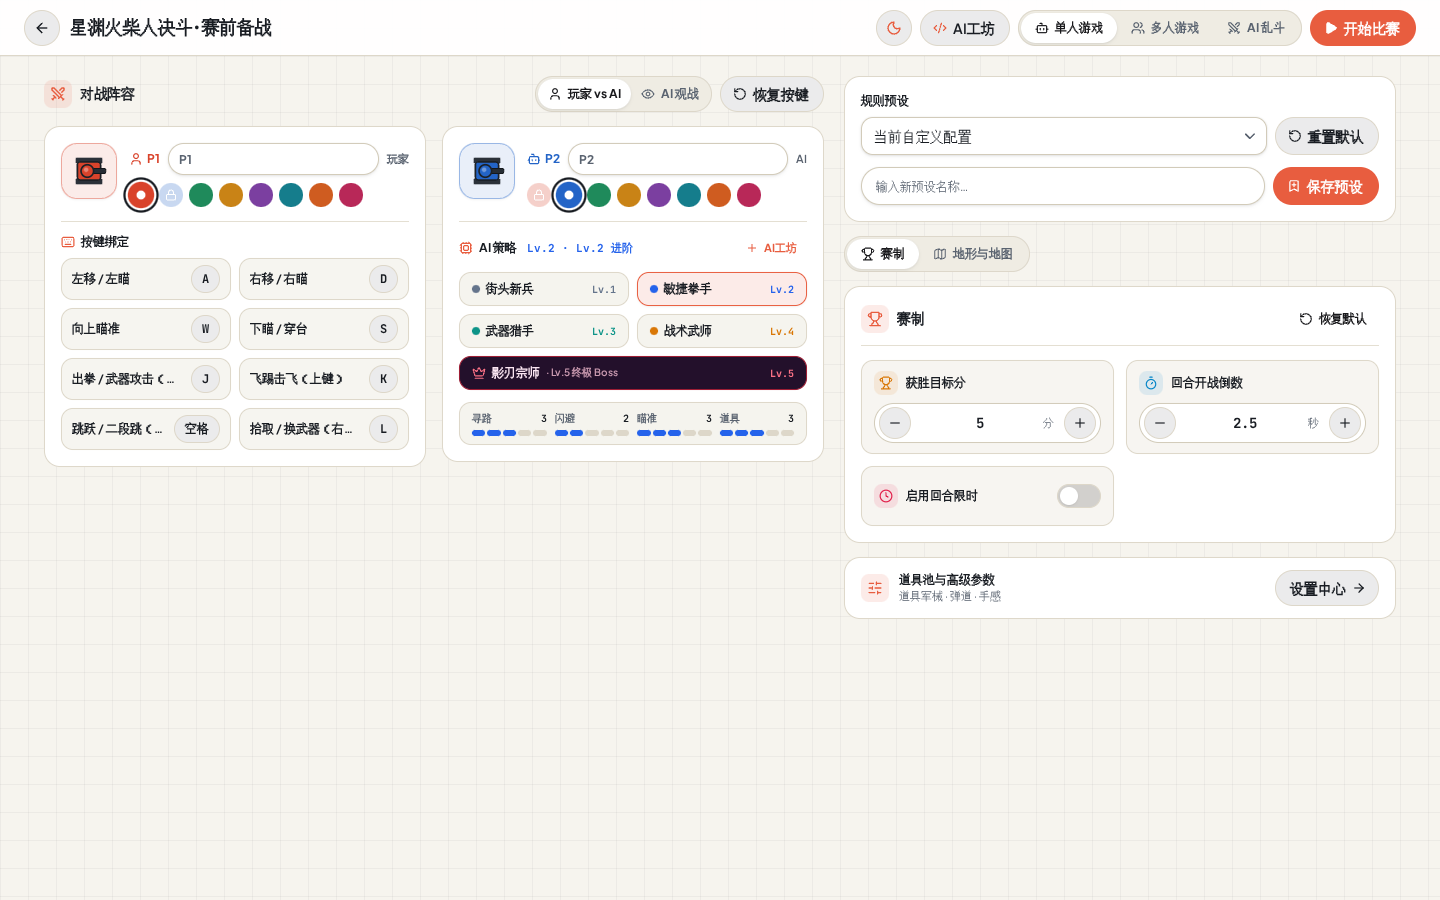 星渊火柴人决斗·赛前备战
AI工坊
单人游戏
多人游戏
AI乱斗
开始比赛
对战阵容
玩家 vs AI
AI观战
恢复按键
P1
P1
玩家
按键绑定
左移 / 左瞄
A
右移 / 右瞄
D
向上瞄准
W
下瞄 / 穿台
S
出拳 / 武器攻击（...
J
飞踢击飞（上键）
K
跳跃 / 二段跳（...
空格
拾取 / 换武器（右...
L
P2
P2
AI
AI策略
Lv.2 · Lv.2 进阶
AI工坊
街头新兵
Lv.1
敏捷拳手
Lv.2
武器猎手
Lv.3
战术武师
Lv.4
影刃宗师
· Lv.5 终极 Boss
Lv.5
寻路
3
闪避
2
瞄准
3
道具
3
规则预设
当前自定义配置
重置默认
输入新预设名称...
保存预设
赛制
地形与地图
赛制
恢复默认
获胜目标分
5
分
回合开战倒数
2.5
秒
启用回合限时
道具池与高级参数
道具军械 · 弹道 · 手感
设置中心